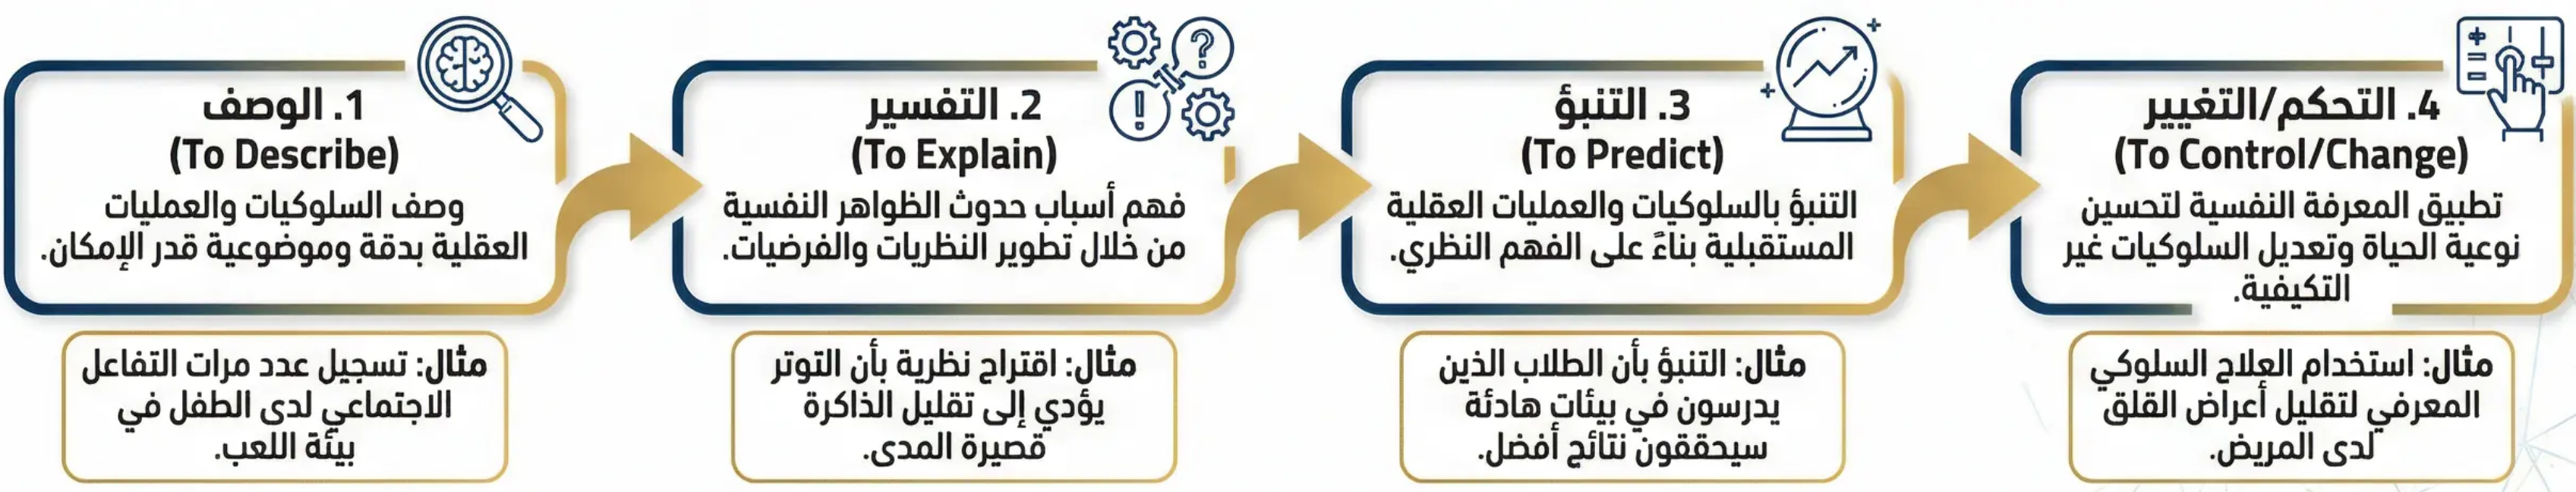 1. الوصف
(To Describe)
وصف السلوكيات والعمليات
العقلية بدقة وموضوعية قدر الإمكان.
مثال: تسجيل عدد مرات التفاعل
الاجتماعي لدى الطفل في
بيئة اللعب.
2. التفسير
(To Explain)
فهم أسباب حدوث الظواهر النفسية
من خلال تطوير النظريات والفرضيات.
مثال: اقتراح نظرية بأن التوتر
يؤدي إلى تقليل الذاكرة
قصيرة المدى.
3. التنبؤ
(To Predict)
التنبؤ بالسلوكيات والعمليات العقلية
المستقبلية بناءً على الفهم النظري.
مثال: التنبؤ بأن الطلاب الذين
يدرسون في بيئات هادئة
سيحققون نتائج أفضل.
4. التحكم/التغيير
(To Control/Change)
تطبيق المعرفة النفسية لتحسين
نوعية الحياة وتعديل السلوكيات غير
التكيفية.
مثال: استخدام العلاج السلوكي
المعرفي لتقليل أعراض القلق
لدى المريض.